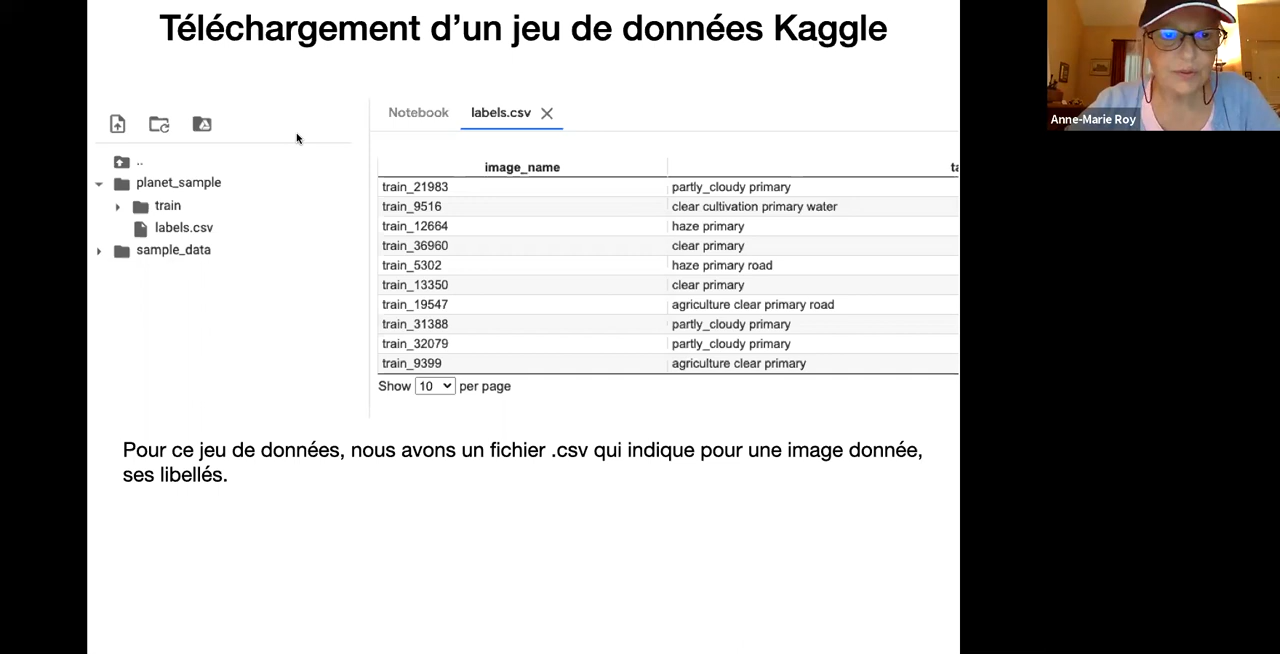 Téléchargement d’un jeu de données Kaggle
Anne-Marie Roy
Notebook labels.csv
..
planet_sample
train
labels.csv
sample_data
image_name
train_21983 partly_cloudy primary
train_9516 clear cultivation primary water
train_12664 haze primary
train_36960 clear primary
train_5302 haze primary road
train_13350 clear primary
train_19547 agriculture clear primary road
train_31388 partly_cloudy primary
train_32079 partly_cloudy primary
train_9399 agriculture clear primary
Show 10 per page
Pour ce jeu de données, nous avons un fichier .csv qui indique pour une image donnée,
ses libellés.